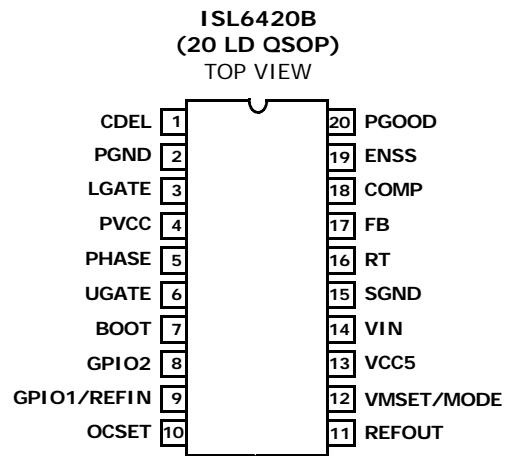 ISL6420B
(20 LD QSOP)
TOP VIEW
CDEL 1 20 PGOOD
PGND 2 19 ENSS
LGATE 3 18 COMP
PVCC 4 17 FB
PHASE 5 16 RT
UGATE 6 15 SGND
BOOT 7 14 VIN
GPIO2 8 13 VCC5
GPIO1/REFIN 9 12 VMSET/MODE
OCSET 10 11 REFOUT